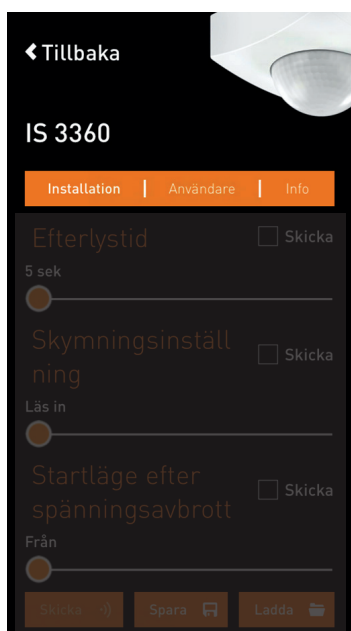 Tillbaka
IS 3360
Installation Användare Info
Efterlystid Skicka
5 sek
Skymningsinställ
ning Skicka
Läs in
Startläge efter
spänningsavbrott Skicka
Från
Skicka Spara Ladda